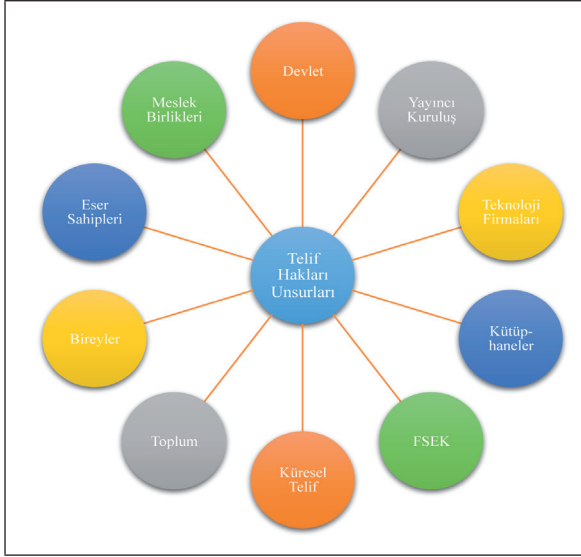 Devlet
Yayıncı
Kuruluş
Teknoloji
Firmaları
Kütüp-
haneler
FSEK
Küresel
Telif
Toplum
Bireyler
Eser
Sahipleri
Meslek
Birlikleri
Telif
Hakları
Unsurları